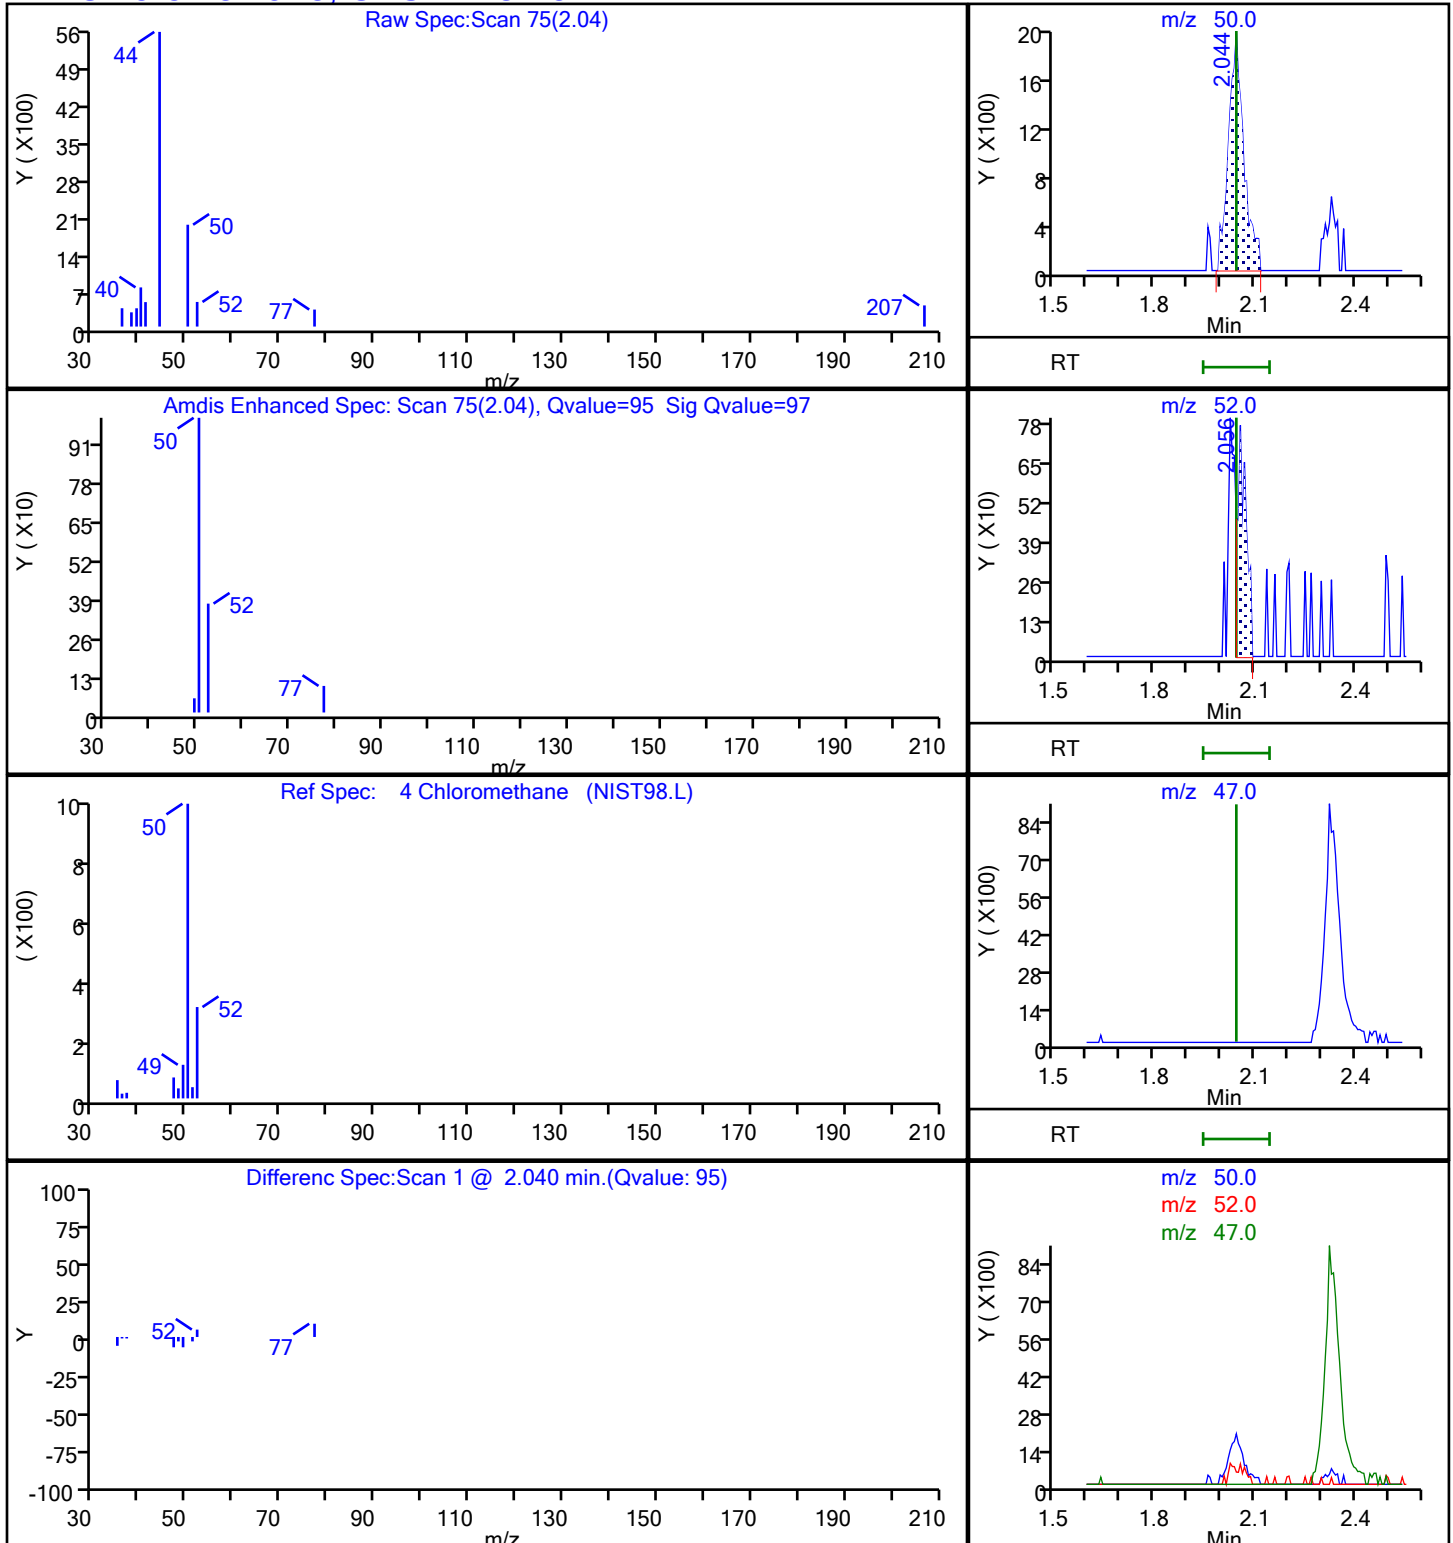 Raw Spec:Scan 75(2.04)
56
49
42
35
28
21
14
7
0
Y ( X100)
44
50
40
52
77
207
30 50 70 90 110 130 150 170 190 210
m/z
m/z 50.0
20
16
12
8
4
0
Y ( X100)
2.044
1.5 1.8 2.1 2.4
Min
RT
Amdis Enhanced Spec: Scan 75(2.04), Qvalue=95 Sig Qvalue=97
91
78
65
52
39
26
13
0
Y ( X10)
50
52
77
30 50 70 90 110 130 150 170 190 210
m/z
m/z 52.0
78
65
52
39
26
13
0
Y ( X10)
2.056
1.5 1.8 2.1 2.4
Min
RT
Ref Spec: 4 Chloromethane (NIST98.L)
10
8
6
4
2
0
( X100)
50
52
49
30 50 70 90 110 130 150 170 190 210
m/z 47.0
84
70
56
42
28
14
0
Y ( X100)
1.5 1.8 2.1 2.4
Min
RT
Differenc Spec:Scan 1 @ 2.040 min.(Qvalue: 95)
100
75
50
25
0
-25
-50
-75
-100
Y
52
77
30 50 70 90 110 130 150 170 190 210
m/z
m/z 50.0
m/z 52.0
m/z 47.0
84
70
56
42
28
14
0
Y ( X100)
1.5 1.8 2.1 2.4
Min